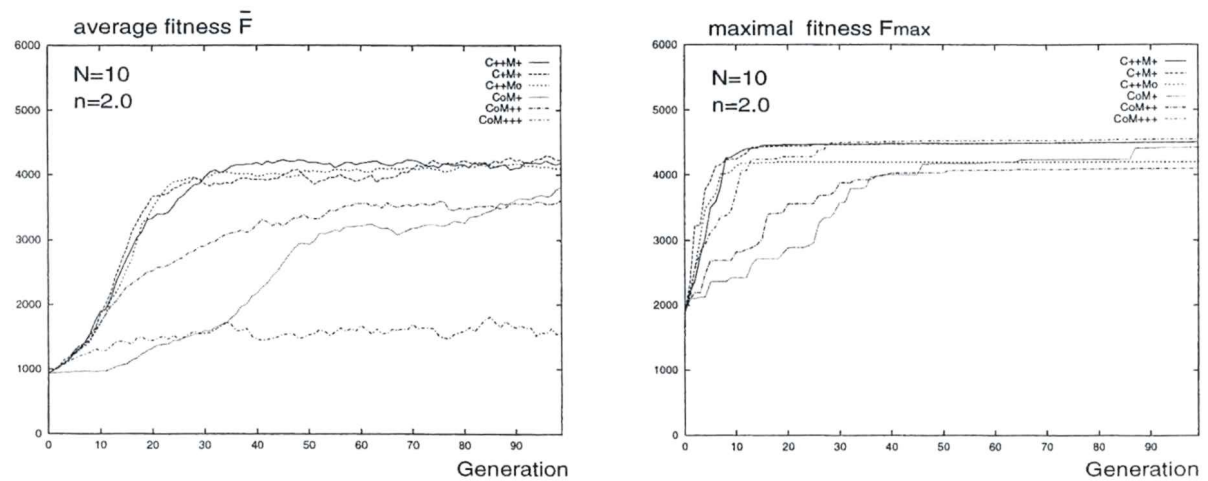 average fitness F̄
6000
5000
4000
3000
2000
1000
0
N=10
n=2.0
C++M+
C+M+
C++Mo
CoM+
CoM++
CoM+++
0 10 20 30 40 50 60 70 80 90
Generation
maximal fitness Fmax
6000
5000
4000
3000
2000
1000
0
N=10
n=2.0
C++M+
C+M+
C++Mo
CoM+
CoM++
CoM+++
0 10 20 30 40 50 60 70 80 90
Generation